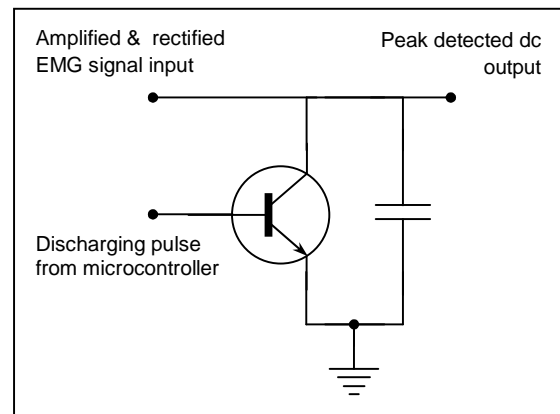 Amplified & rectified
EMG signal input
Peak detected dc
output
Discharging pulse
from microcontroller